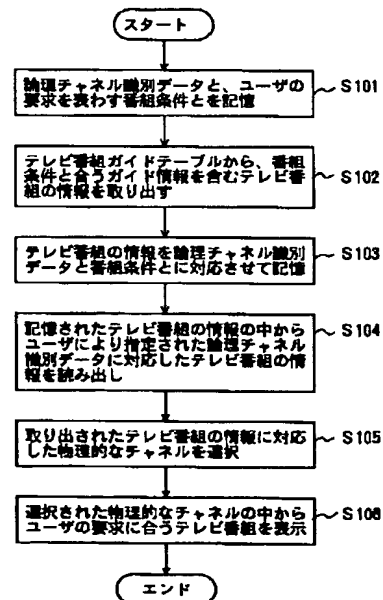 スタート
論理チャネル識別データと、ユーザの
要求を表わす番組条件とを記憶
S101
テレビ番組ガイドテーブルから、番組
条件と合うガイド情報を含むテレビ番
組の情報を取り出す
S102
テレビ番組の情報を論理チャネル識別
データと番組条件とに対応させて記憶
S103
記憶されたテレビ番組の情報の中から
ユーザにより指定された論理チャネル
識別データに対応したテレビ番組の情
報を読み出し
S104
取り出されたテレビ番組の情報に対応
した物理的なチャネルを選択
S105
選択された物理的なチャネルの中から
ユーザの要求に合うテレビ番組を表示
S106
エンド